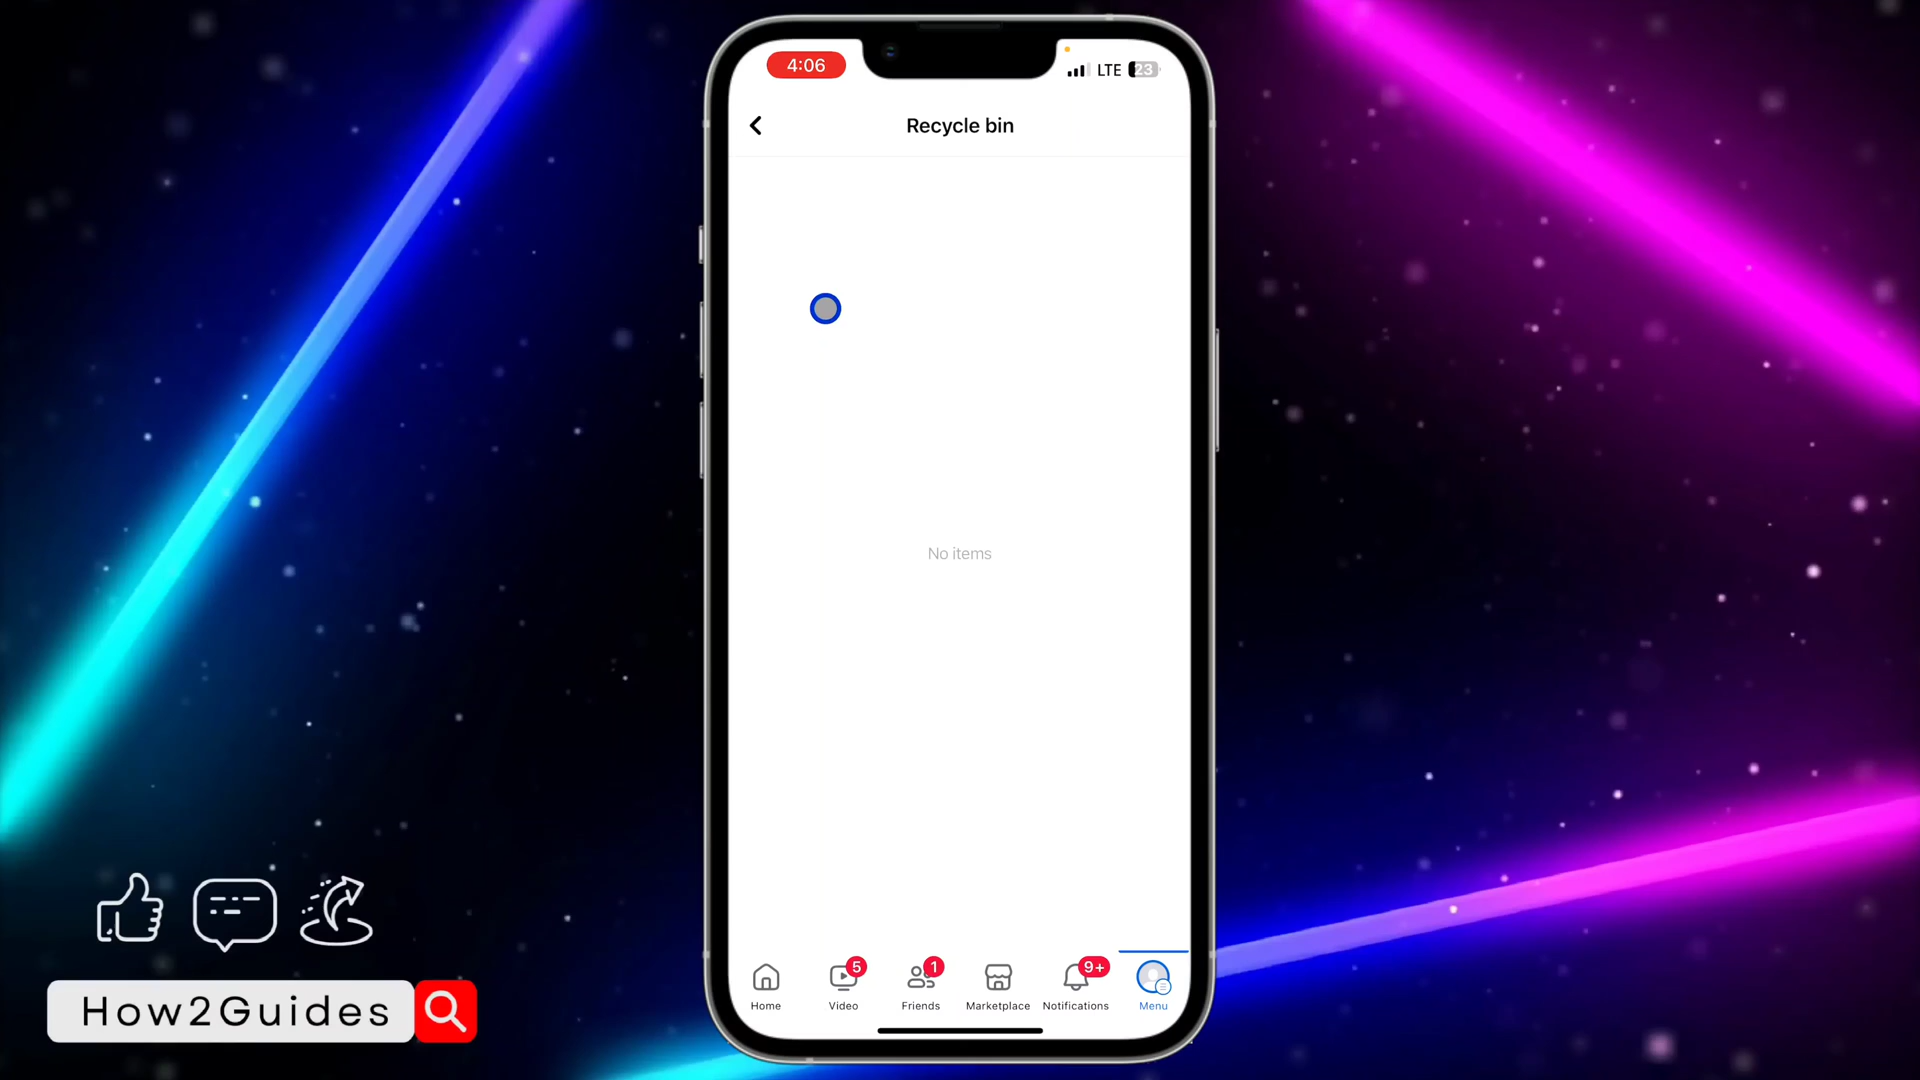 4:06
LTE 23
Recycle bin
No items
5
1
9+
Home
Video
Friends
Marketplace
Notifications
Menu
How2Guides